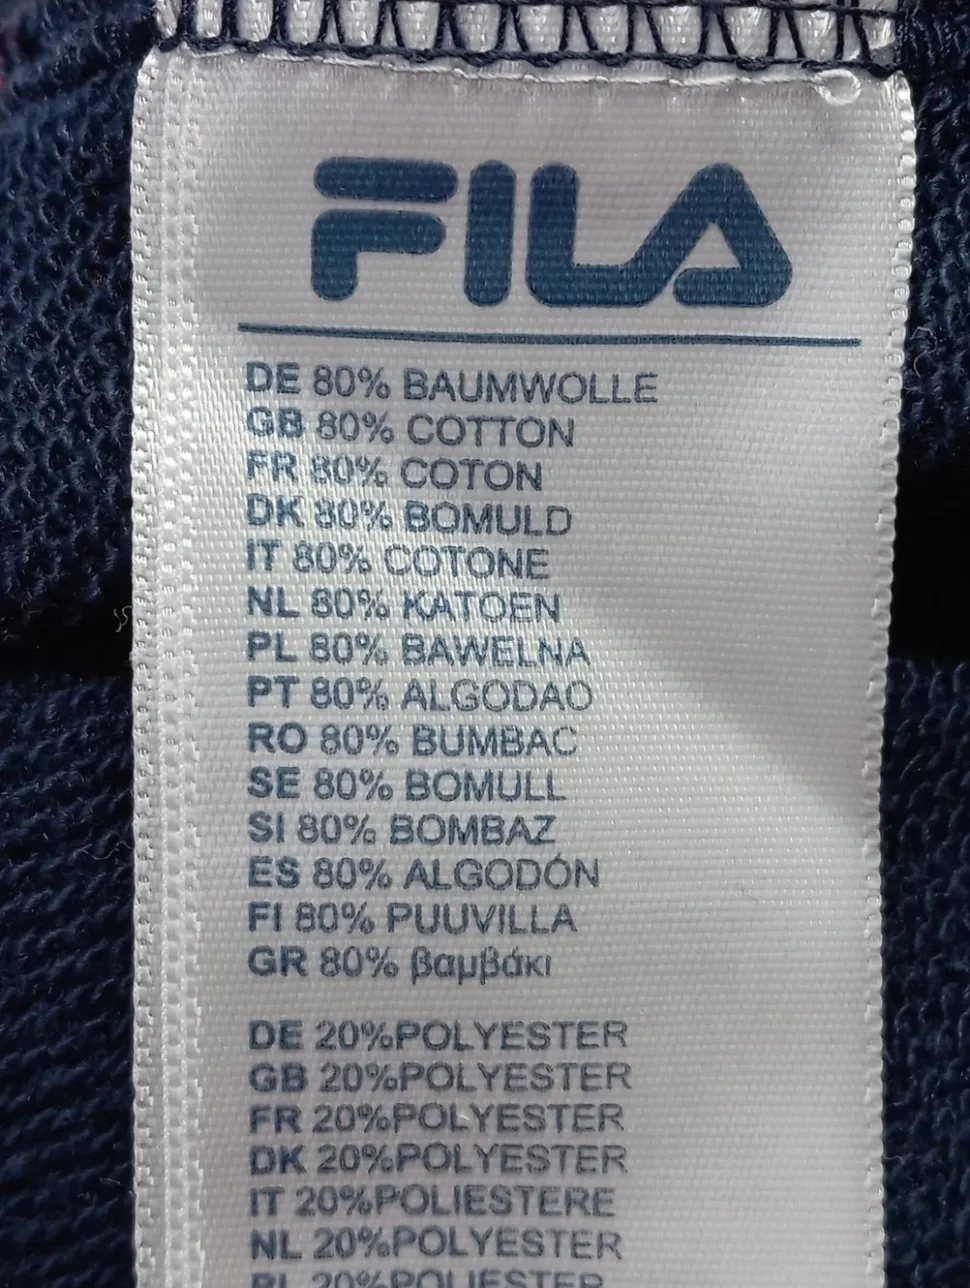 FILA
DE 80% BAUMWOLLE
GB 80% COTTON
FR 80% COTON
DK 80% BOMULD
IT 80% COTONE
NL 80% KATOEN
PL 80% BAWELNA
PT 80% ALGODAO
RO 80% BUMBAC
SE 80% BOMULL
SI 80% BOMBAZ
ES 80% ALGODÓN
FI 80% PUUVILLA
GR 80% βαμβάκι
DE 20%POLYESTER
GB 20%POLYESTER
FR 20%POLYESTER
DK 20%POLYESTER
IT 20%POLIESTERE
NL 20%POLYESTER
PL 20%POLIESTER